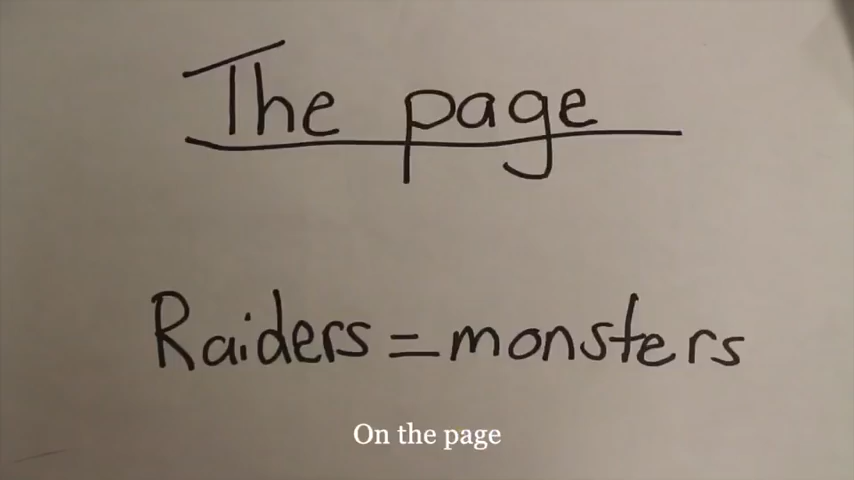 The page
Raiders = monsters
On the page